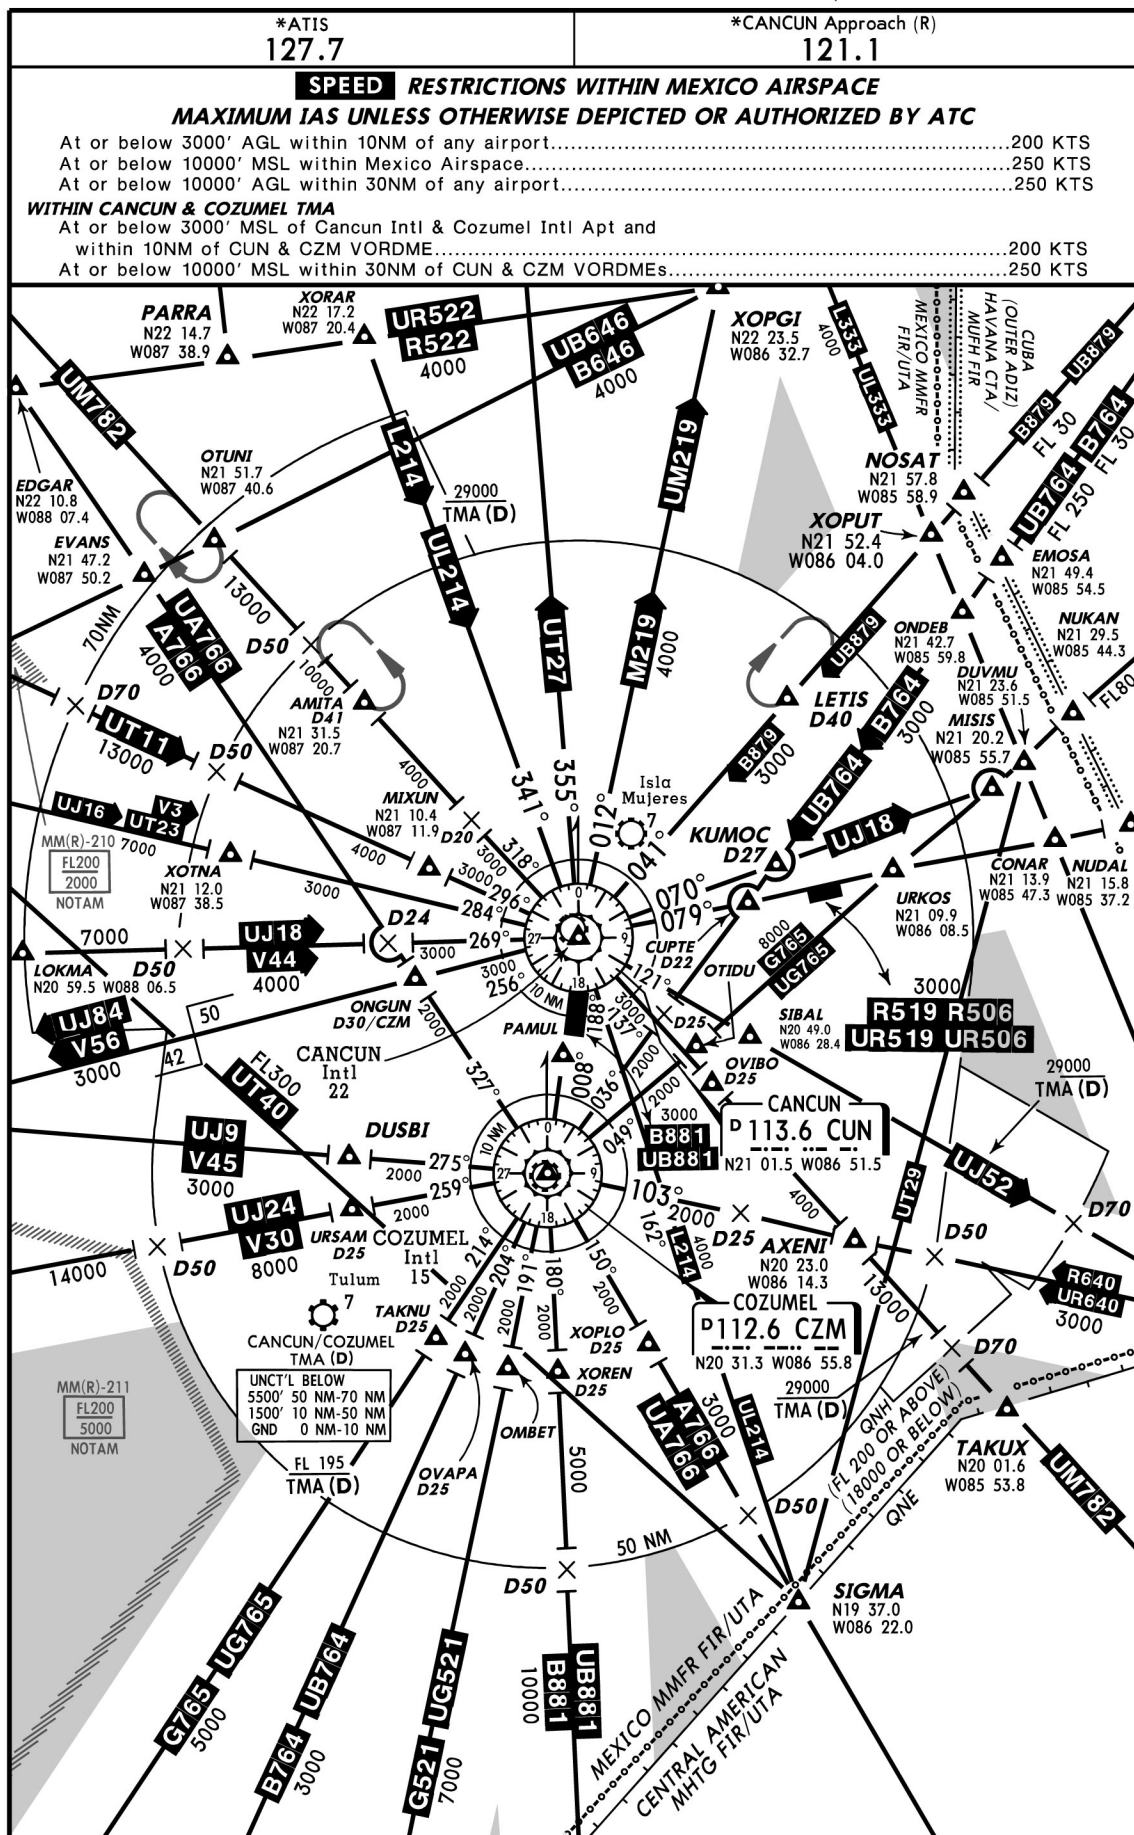 *ATIS
127.7
*CANCUN Approach (R)
121.1
SPEED RESTRICTIONS WITHIN MEXICO AIRSPACE
MAXIMUM IAS UNLESS OTHERWISE DEPICTED OR AUTHORIZED BY ATC
At or below 3000' AGL within 10NM of any airport..........200 KTS
At or below 10000' MSL within Mexico Airspace..........250 KTS
At or below 10000' AGL within 30NM of any airport..........250 KTS
WITHIN CANCUN & COZUMEL TMA
At or below 3000' MSL of Cancun Intl & Cozumel Intl Apt and
within 10NM of CUN & CZM VORDME..........200 KTS
At or below 10000' MSL within 30NM of CUN & CZM VORDMEs..........250 KTS
PARRA
N22 14.7
W087 38.9
XORAR
N22 17.2
W087 20.4
UR522
R522
4000
UB646
B646
4000
XOPGI
N22 23.5
W086 32.7
L333
4000
UL333
MEXICO MMFR
FIR/UTA
CUBA
(OUTER ADIZ)
HAVANA CTA/
MUFH FIR
UB879
B879
FL 30
B764
FL 30
UB764
FL 250
UM782
EDGAR
N22 10.8
W088 07.4
OTUNI
N21 51.7
W087 40.6
EVANS
N21 47.2
W087 50.2
L214
UL214
29000
TMA (D)
UM219
M219
4000
UT27
NOSAT
N21 57.8
W085 58.9
XOPUT
N21 52.4
W086 04.0
EMOSA
N21 49.4
W085 54.5
ONDEB
N21 42.7
W085 59.8
NUKAN
N21 29.5
W085 44.3
FL80
DUVMU
N21 23.6
W085 51.5
MISIS
N21 20.2
W085 55.7
70NM
13000
D50
10000
UA766
A766
4000
AMITA
D41
N21 31.5
W087 20.7
D70
UT11
13000
D50
UJ16
V3
UT23
7000
MM(R)-210
FL200
2000
NOTAM
XOTNA
N21 12.0
W087 38.5
4000
3000
4000
MIXUN
N21 10.4
W087 11.9
D20
3000
318°
3000
296°
284°
341°
355°
012°
041°
Isla
Mujeres
7
UB879
B879
3000
LETIS
D40
B764
3000
UB764
KUMOC
D27
UJ18
070°
079°
CONAR
N21 13.9
W085 47.3
NUDAL
N21 15.8
W085 37.2
URKOS
N21 09.9
W086 08.5
LOKMA
N20 59.5 W088 06.5
7000
D50
UJ18
V44
4000
D24
3000
269°
3000
256°
ONGUN
D30/CZM
CUPTE
D22
OTIDU
8000
G765
UG765
3000
R519 R506
UR519 UR506
SIBAL
N20 49.0
W086 28.4
29000
TMA (D)
121°
D25
3000
137°
188°
0
9
18
27
10 NM
PAMUL
OVIBO
D25
UJ84
V56
3000
50
42
CANCUN
Intl
22
FL300
UT40
2000
327°
008°
036°
2000
2000
049°
3000
B881
UB881
CANCUN
D 113.6 CUN
N21 01.5 W086 51.5
UJ9
V45
3000
DUSBI
2000
275°
259°
2000
10 NM
0
9
18
27
UJ24
V30
8000
14000
D50
URSAM
D25
COZUMEL
Intl
15
103°
2000
D25
162°
L214
4000
4000
AXENI
N20 23.0
W086 14.3
UT29
UJ52
D70
D50
R640
UR640
3000
13000
D70
Tulum
7
CANCUN/COZUMEL
TMA (D)
UNCT'L BELOW
5500' 50 NM-70 NM
1500' 10 NM-50 NM
GND 0 NM-10 NM
FL 195
TMA (D)
214°
2000
204°
2000
191°
2000
180°
2000
150°
2000
TAKNU
D25
XOPLO
D25
XOREN
D25
OMBET
OVAPA
D25
COZUMEL
D 112.6 CZM
N20 31.3 W086 55.8
29000
TMA (D)
A766
UA766
3000
UL214
QNH
(FL 200 OR ABOVE)
(18000 OR BELOW)
QNE
TAKUX
N20 01.6
W085 53.8
UM782
MM(R)-211
FL200
5000
NOTAM
5000
D50
50 NM
D50
SIGMA
N19 37.0
W086 22.0
UG765
G765
5000
UB764
B764
3000
UG521
G521
7000
UB881
B881
10000
MEXICO MMFR FIR/UTA
CENTRAL AMERICAN
MHTG FIR/UTA